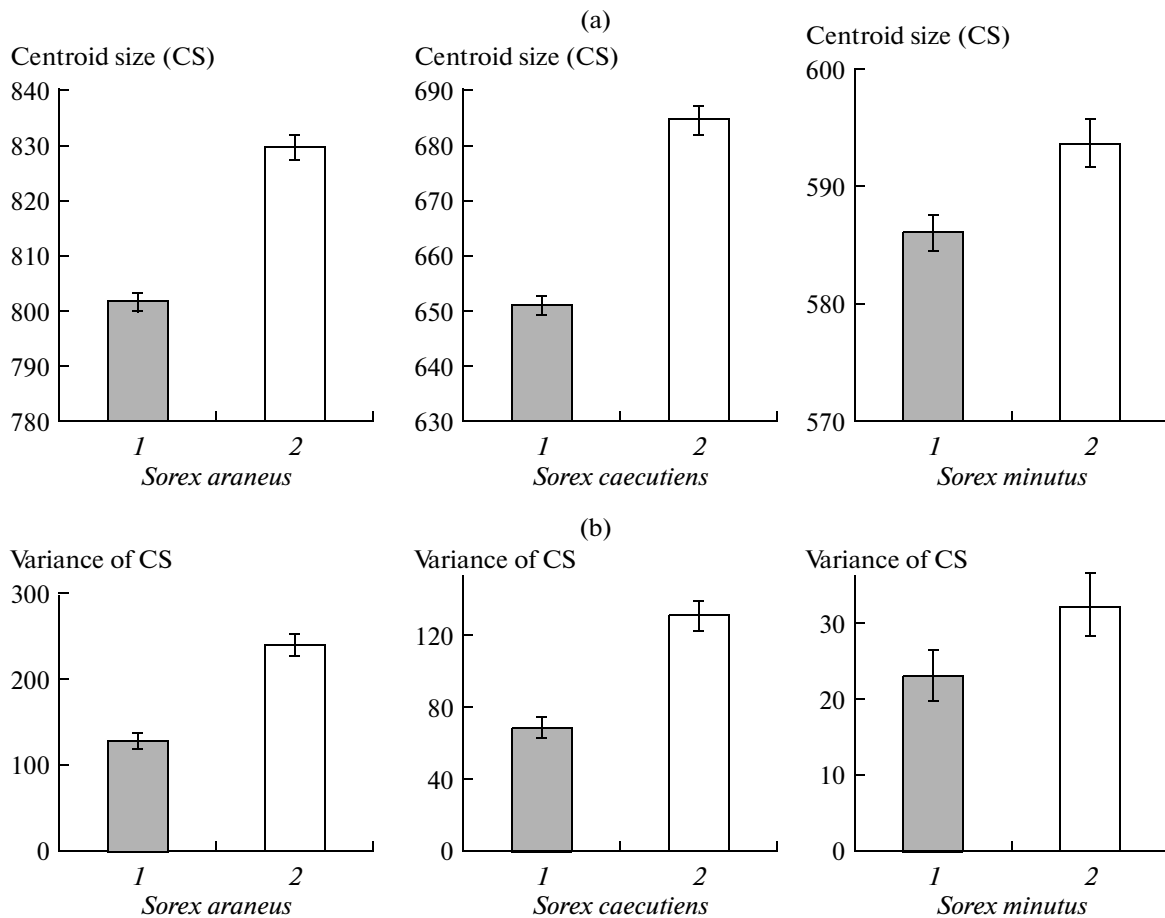 (a)
Centroid size (CS)
840
830
820
810
800
790
780
1 2
Sorex araneus
Centroid size (CS)
690
680
670
660
650
640
630
1 2
Sorex caecutiens
Centroid size (CS)
600
590
580
570
1 2
Sorex minutus
(b)
Variance of CS
300
200
100
0
1 2
Sorex araneus
Variance of CS
120
80
40
0
1 2
Sorex caecutiens
Variance of CS
30
20
10
0
1 2
Sorex minutus